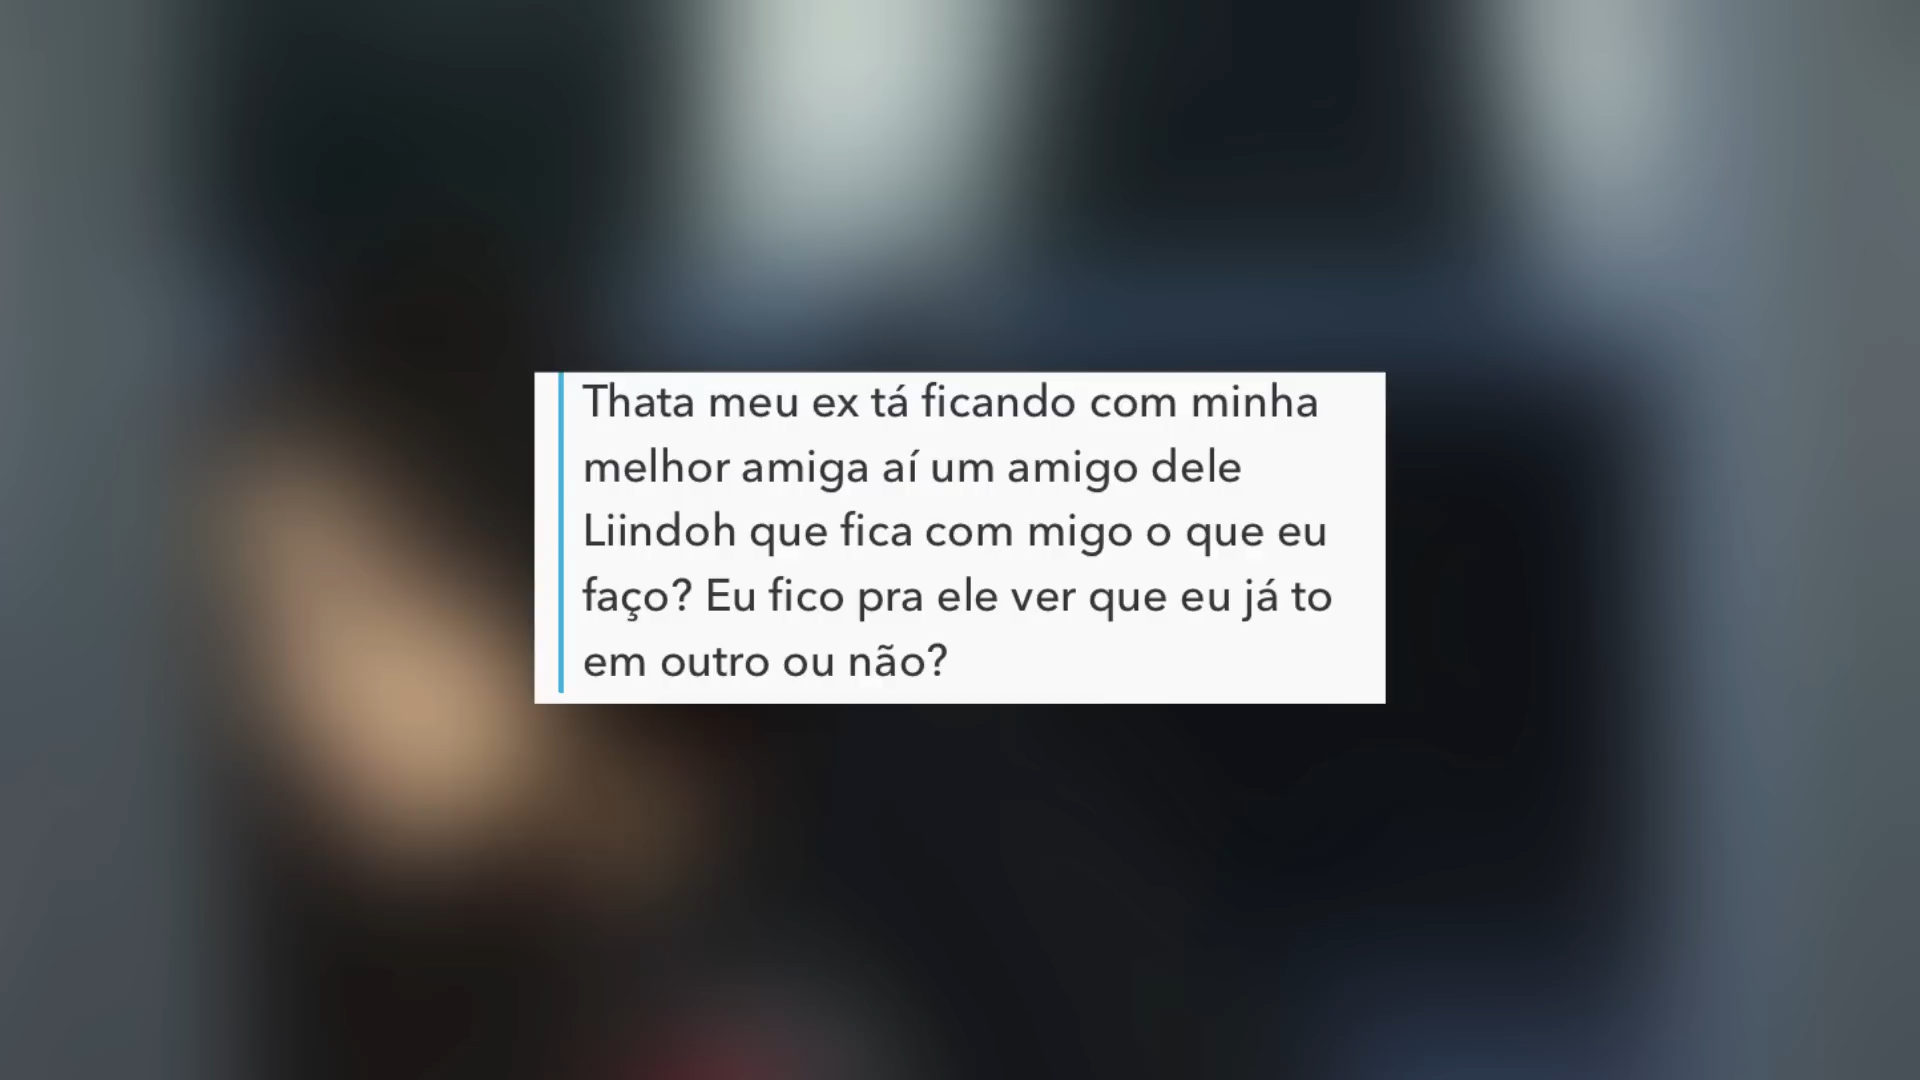 Thata meu ex tá ficando com minha
melhor amiga aí um amigo dele
Liindoh que fica com migo o que eu
faço? Eu fico pra ele ver que eu já to
em outro ou não?